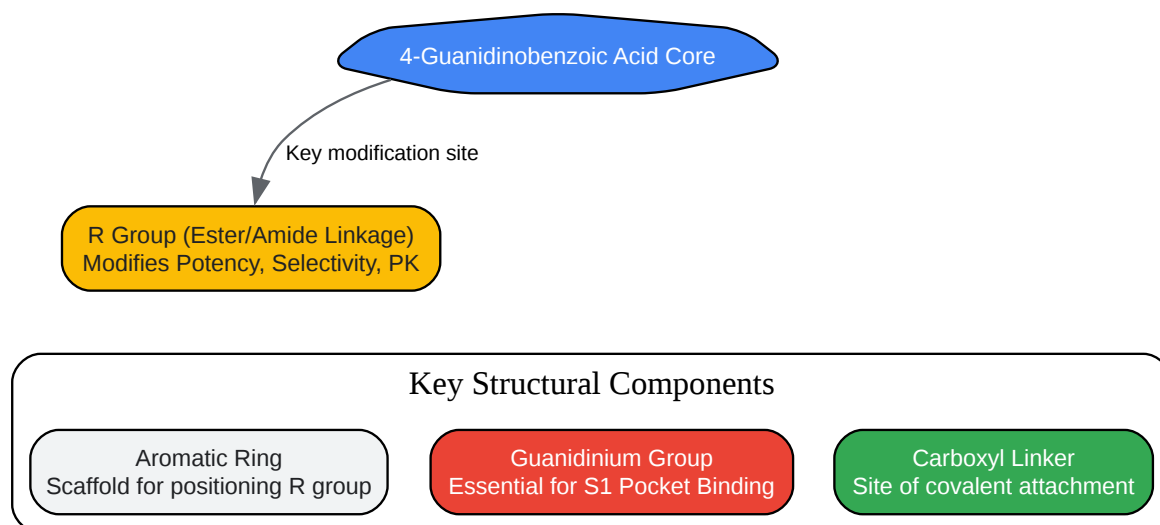 4-Guanidinobenzoic Acid Core
Key modification site
R Group (Ester/Amide Linkage)
Modifies Potency, Selectivity, PK
Key Structural Components
Aromatic Ring
Scaffold for positioning R group
Guanidinium Group
Essential for S1 Pocket Binding
Carboxyl Linker
Site of covalent attachment